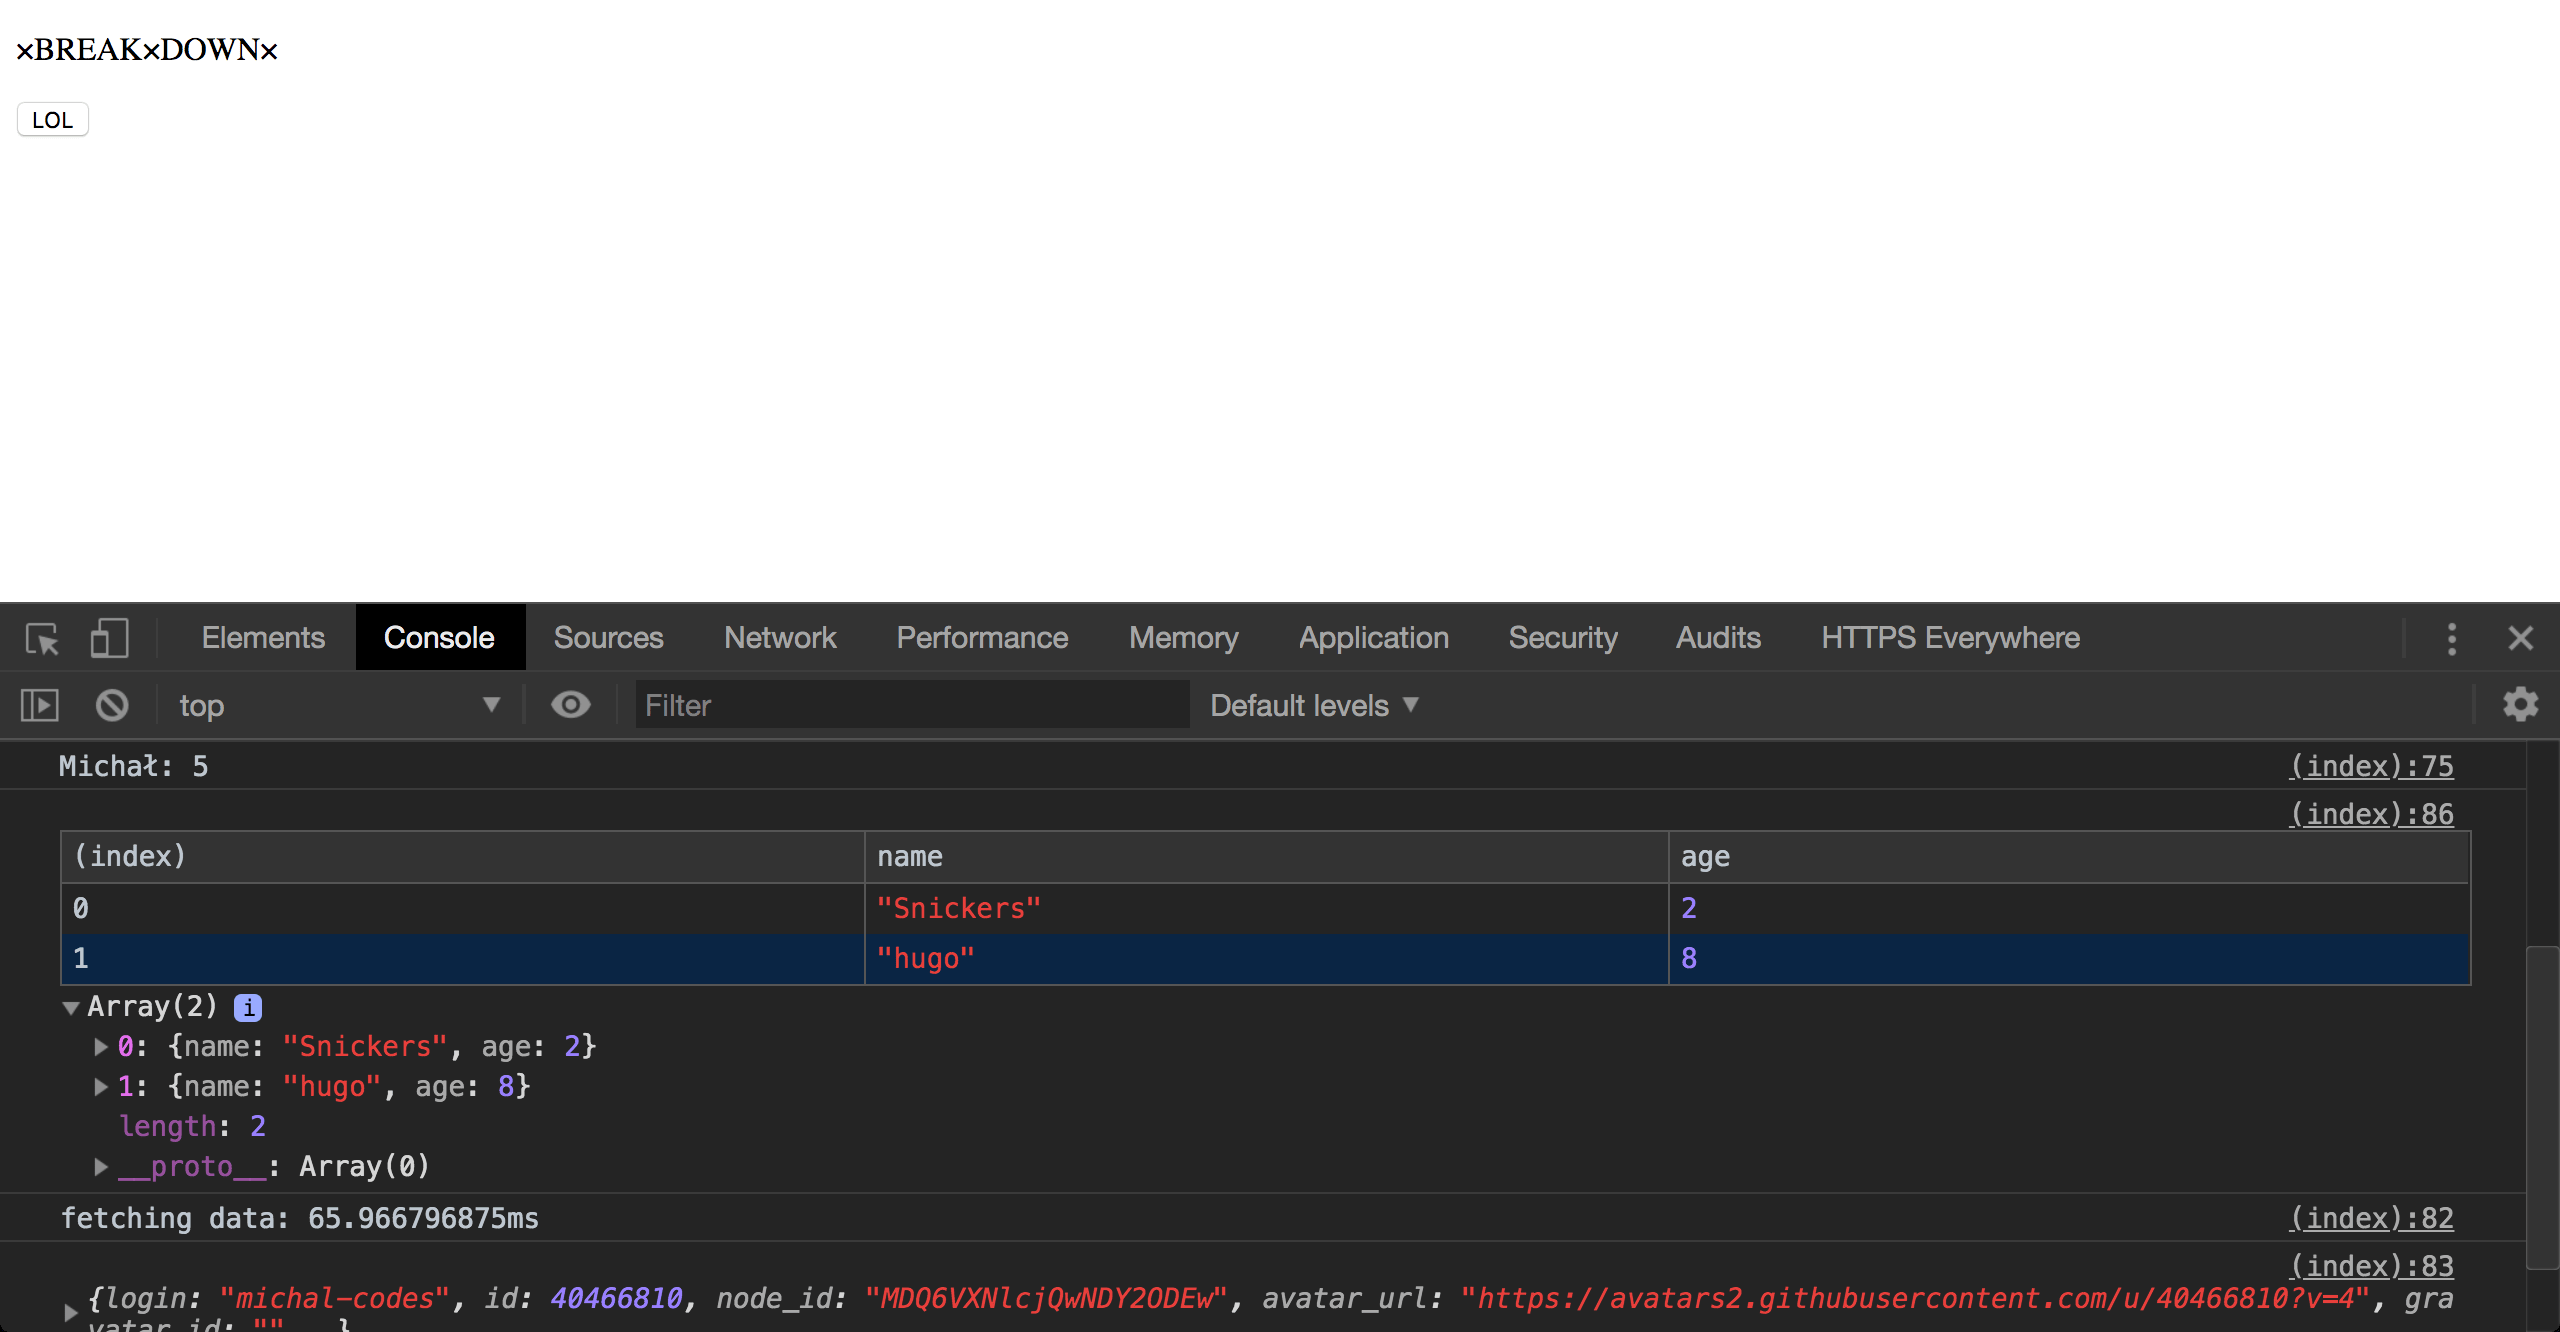 ×BREAK×DOWN×
LOL
Elements Console Sources Network Performance Memory Application Security Audits HTTPS Everywhere
top Filter Default levels
Michał: 5 (index):75
(index):86
(index) name age
0 "Snickers" 2
1 "hugo" 8
Array(2) i
0: {name: "Snickers", age: 2}
1: {name: "hugo", age: 8}
length: 2
__proto__: Array(0)
fetching data: 65.966796875ms (index):82
(index):83
{login: "michal-codes", id: 40466810, node_id: "MDQ6VXNlcjQwNDY2ODEw", avatar_url: "https://avatars2.githubusercontent.com/u/40466810?v=4", gra
vatar_id: "", …}